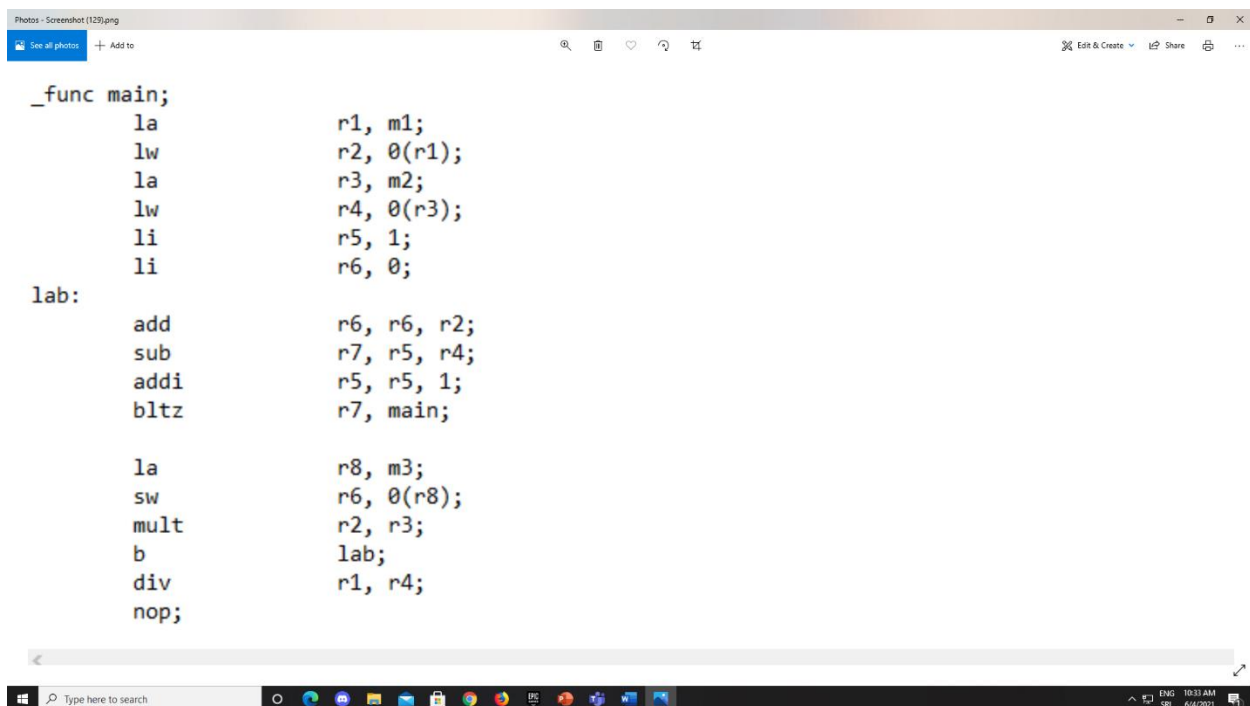 Photos - Screenshot (129).png
See all photos + Add to Edit & Create Share
_func main;
la r1, m1;
lw r2, 0(r1);
la r3, m2;
lw r4, 0(r3);
li r5, 1;
li r6, 0;
lab:
add r6, r6, r2;
sub r7, r5, r4;
addi r5, r5, 1;
bltz r7, main;
la r8, m3;
sw r6, 0(r8);
mult r2, r3;
b lab;
div r1, r4;
nop;
Type here to search ENG 10:33 AM
SRL 6/4/2021